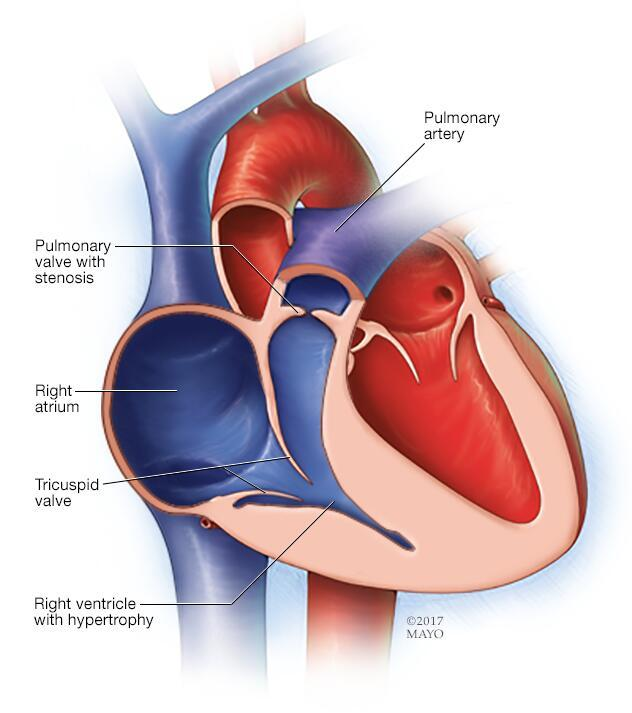 Pulmonary
artery
Pulmonary
valve with
stenosis
Right
atrium
Tricuspid
valve
Right ventricle
with hypertrophy
©2017
MAYO